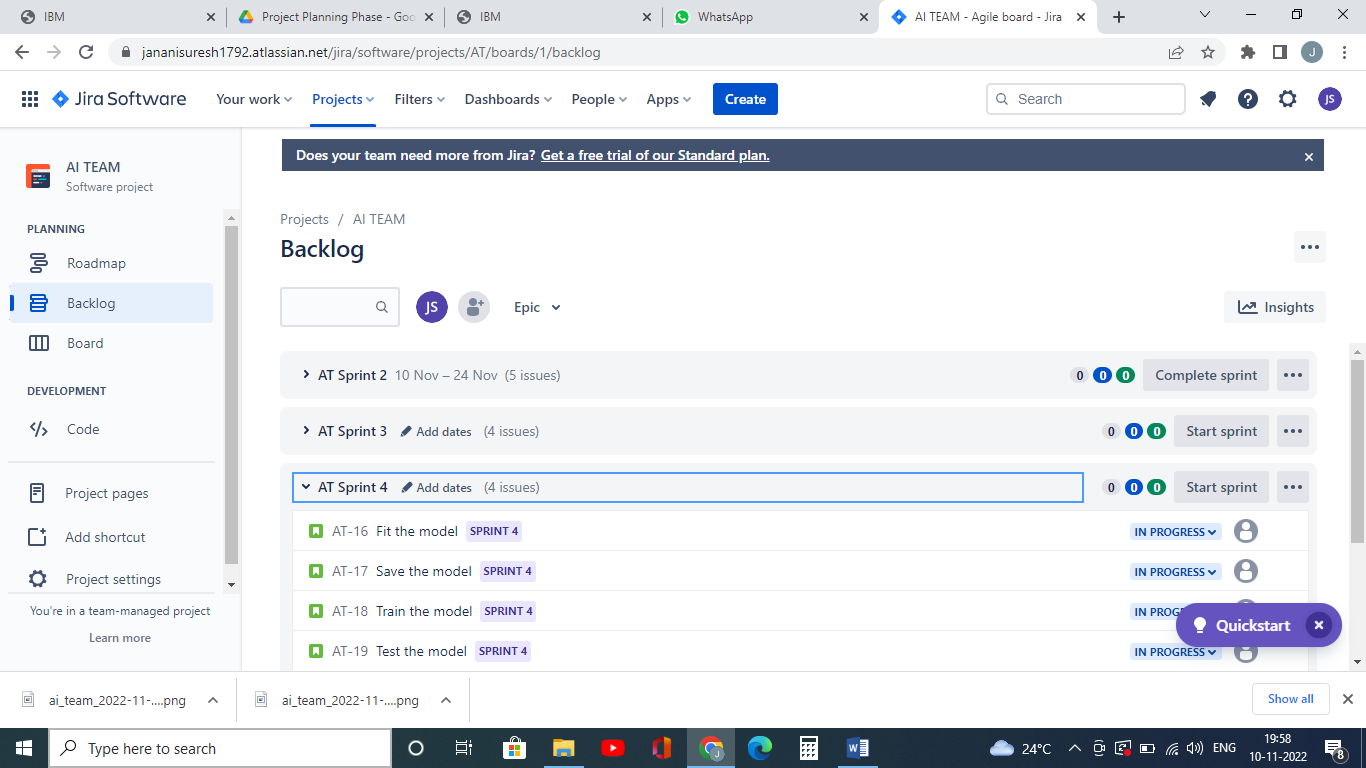 IBM
Project Planning Phase - Goo
IBM
WhatsApp
AI TEAM - Agile board - Jira
jananisuresh1792.atlassian.net/jira/software/projects/AT/boards/1/backlog
J
Jira Software
Your work
Projects
Filters
Dashboards
People
Apps
Create
Search
JS
Does your team need more from Jira? Get a free trial of our Standard plan.
AI TEAM
Software project
PLANNING
Roadmap
Backlog
Board
DEVELOPMENT
Code
Project pages
Add shortcut
Project settings
You're in a team-managed project
Learn more
Projects / AI TEAM
Backlog
JS
Epic
Insights
AT Sprint 2 10 Nov – 24 Nov (5 issues) 0 0 0 Complete sprint
AT Sprint 3 Add dates (4 issues) 0 0 0 Start sprint
AT Sprint 4 Add dates (4 issues) 0 0 0 Start sprint
AT-16 Fit the model SPRINT 4 IN PROGRESS
AT-17 Save the model SPRINT 4 IN PROGRESS
AT-18 Train the model SPRINT 4 IN PROG
AT-19 Test the model SPRINT 4 IN PROGRESS
Quickstart
ai_team_2022-11-....png
ai_team_2022-11-....png
Show all
Type here to search
24°C
ENG
19:58
10-11-2022
8